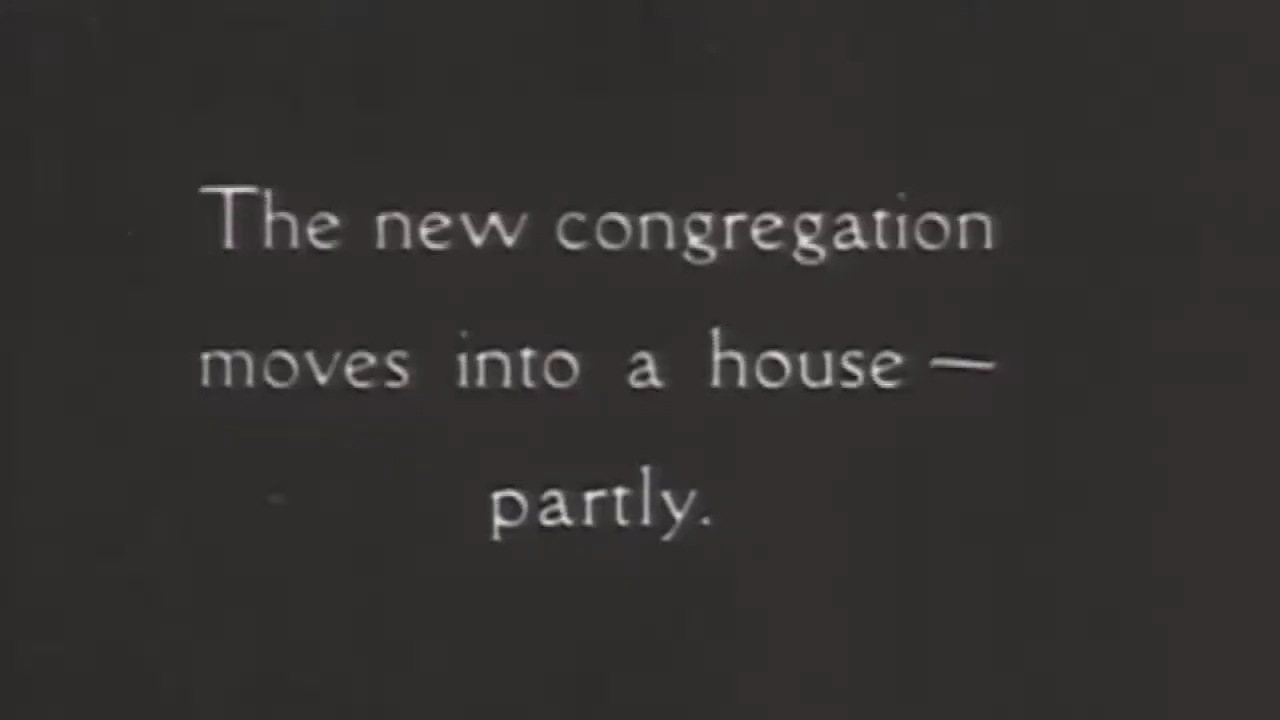 The new congregation
moves into a house —
partly.